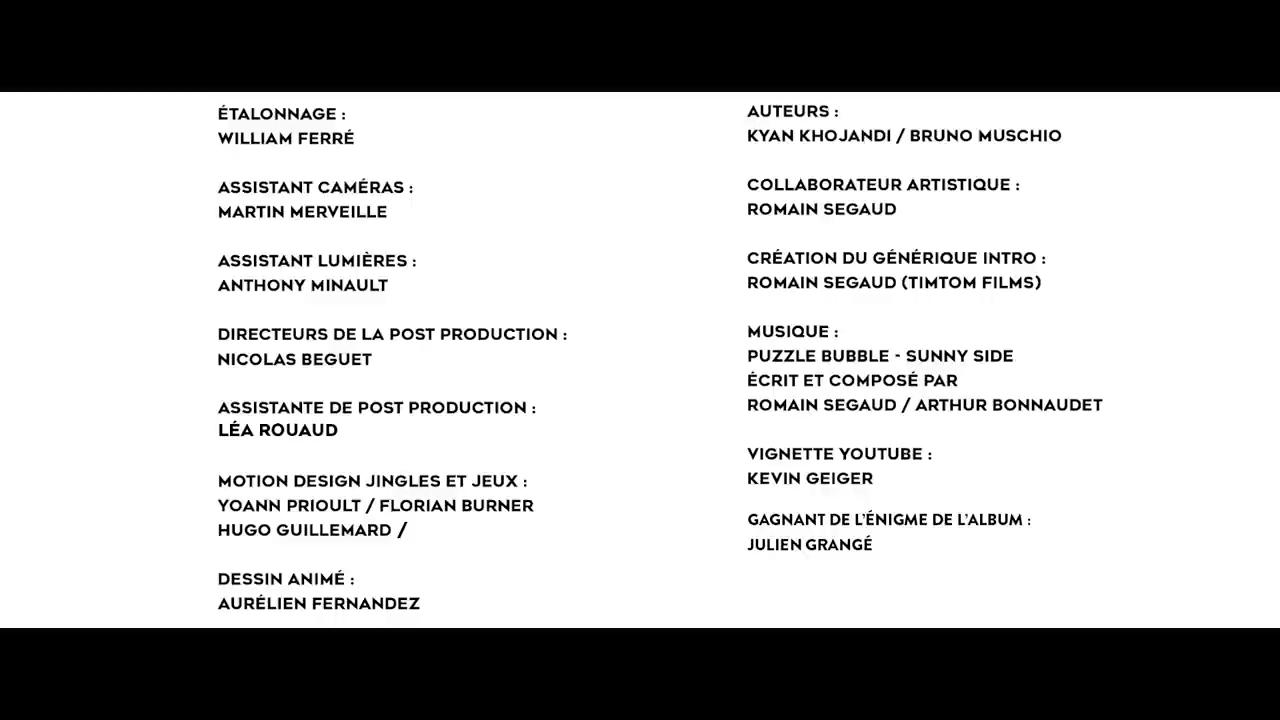 ÉTALONNAGE :
WILLIAM FERRÉ
ASSISTANT CAMÉRAS :
MARTIN MERVEILLE
ASSISTANT LUMIÈRES :
ANTHONY MINAULT
DIRECTEURS DE LA POST PRODUCTION :
NICOLAS BEGUET
ASSISTANTE DE POST PRODUCTION :
LÉA ROUAUD
MOTION DESIGN JINGLES ET JEUX :
YOANN PRIOULT / FLORIAN BURNER
HUGO GUILLEMARD /
DESSIN ANIMÉ :
AURÉLIEN FERNANDEZ
AUTEURS :
KYAN KHOJANDI / BRUNO MUSCHIO
COLLABORATEUR ARTISTIQUE :
ROMAIN SEGAUD
CRÉATION DU GÉNÉRIQUE INTRO :
ROMAIN SEGAUD (TIMTOM FILMS)
MUSIQUE :
PUZZLE BUBBLE - SUNNY SIDE
ÉCRIT ET COMPOSÉ PAR
ROMAIN SEGAUD / ARTHUR BONNAUDET
VIGNETTE YOUTUBE :
KEVIN GEIGER
GAGNANT DE L'ÉNIGME DE L'ALBUM :
JULIEN GRANGÉ